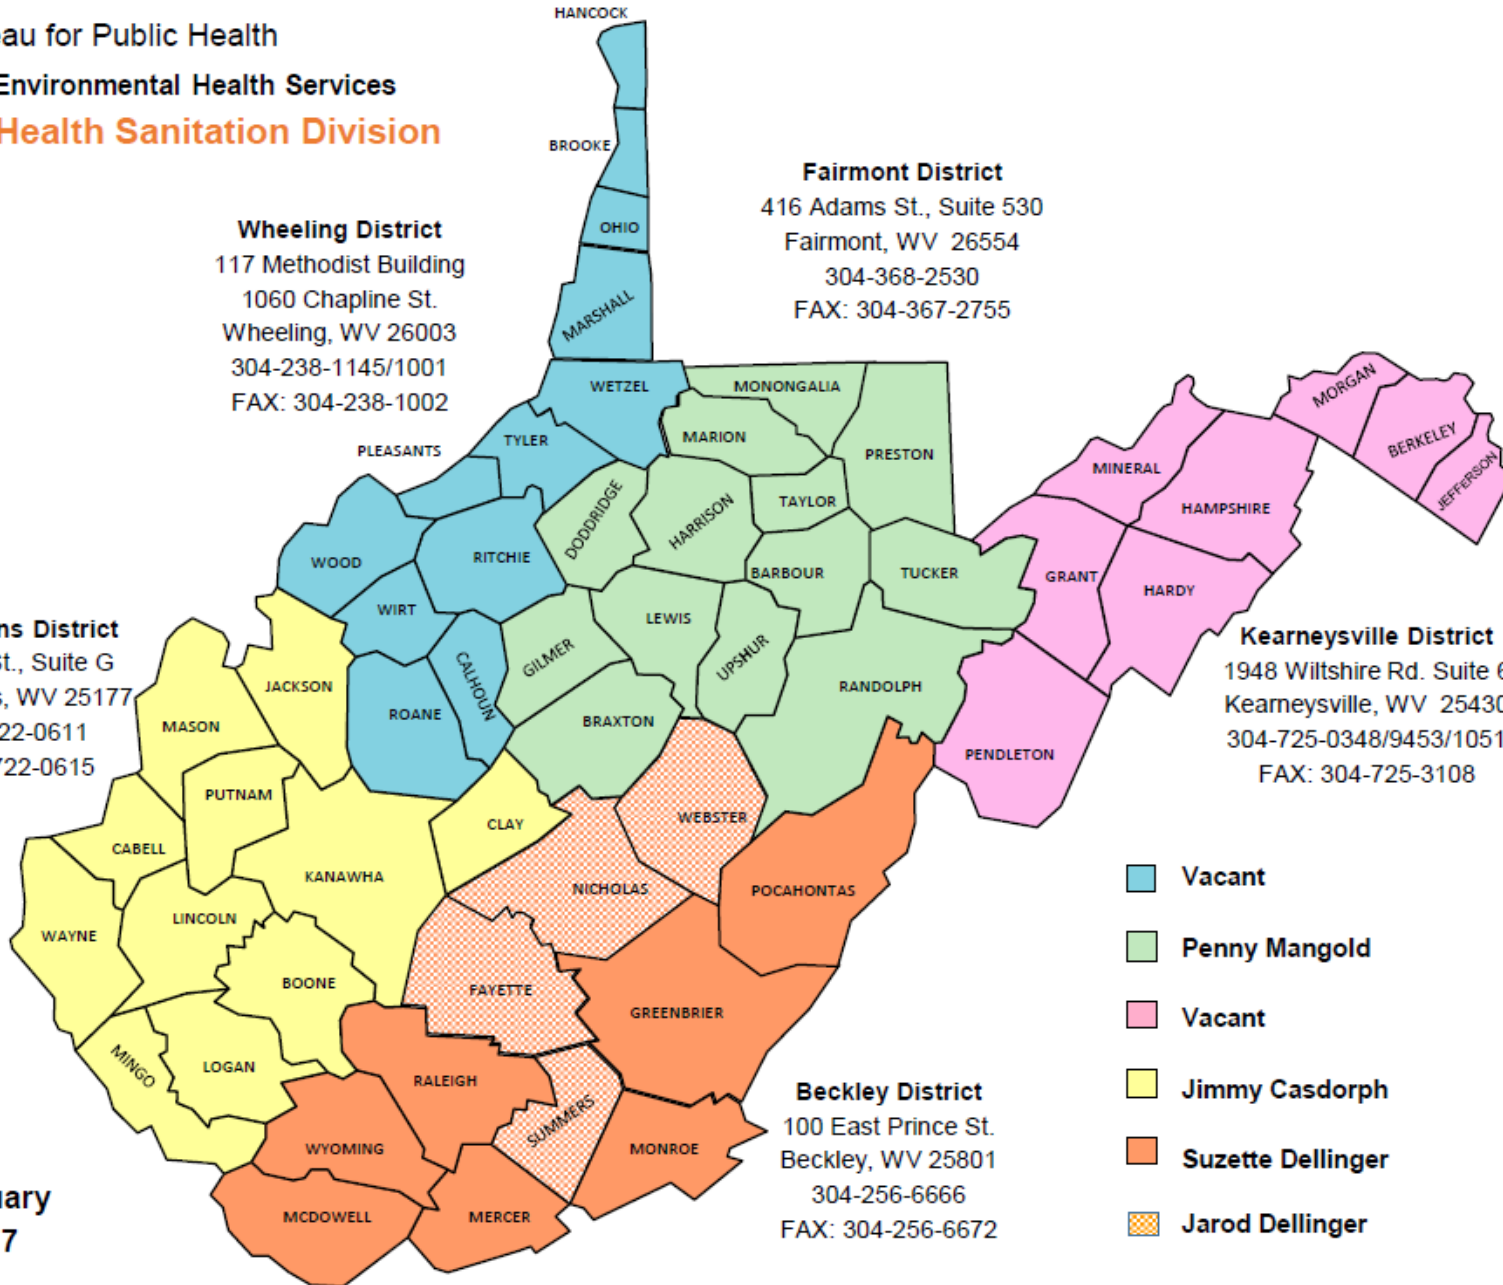 eau for Public Health
Environmental Health Services
Health Sanitation Division
HANCOCK
BROOKE
OHIO
MARSHALL
Wheeling District
117 Methodist Building
1060 Chapline St.
Wheeling, WV 26003
304-238-1145/1001
FAX: 304-238-1002
Fairmont District
416 Adams St., Suite 530
Fairmont, WV 26554
304-368-2530
FAX: 304-367-2755
WETZEL
MONONGALIA
MORGAN
TYLER
MARION
PLEASANTS
PRESTON
BERKELEY
MINERAL
JEFFERSON
DODDRIDGE
HARRISON
TAYLOR
HAMPSHIRE
WOOD
RITCHIE
BARBOUR
TUCKER
GRANT
HARDY
WIRT
LEWIS
GILMER
UPSHUR
CALHOUN
JACKSON
RANDOLPH
ROANE
BRAXTON
MASON
PENDLETON
ns District
St., Suite G
s, WV 25177
22-0611
722-0615
Kearneysville District
1948 Wiltshire Rd. Suite 6
Kearneysville, WV 25430
304-725-0348/9453/1051
FAX: 304-725-3108
PUTNAM
CLAY
WEBSTER
CABELL
KANAWHA
NICHOLAS
POCAHONTAS
LINCOLN
WAYNE
BOONE
FAYETTE
GREENBRIER
MINGO
LOGAN
RALEIGH
SUMMERS
WYOMING
MONROE
MCDOWELL
MERCER
Beckley District
100 East Prince St.
Beckley, WV 25801
304-256-6666
FAX: 304-256-6672
Vacant
Penny Mangold
Vacant
Jimmy Casdorph
Suzette Dellinger
Jarod Dellinger
uary
7